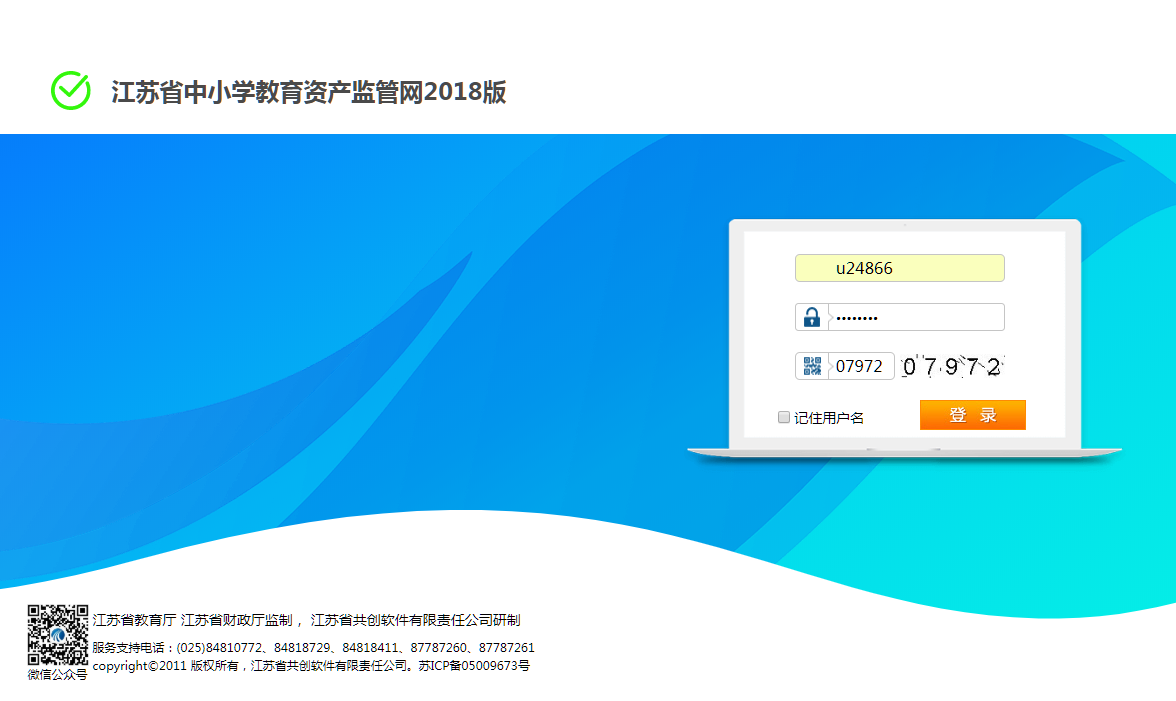 江苏省中小学教育资产监管网2018版
u24866
••••••••
07972
07972
记住用户名
登 录
江苏省教育厅 江苏省财政厅监制， 江苏省共创软件有限责任公司研制
服务支持电话：(025)84810772、84818729、84818411、87787260、87787261
copyright©2011 版权所有，江苏省共创软件有限责任公司。苏ICP备05009673号
微信公众号